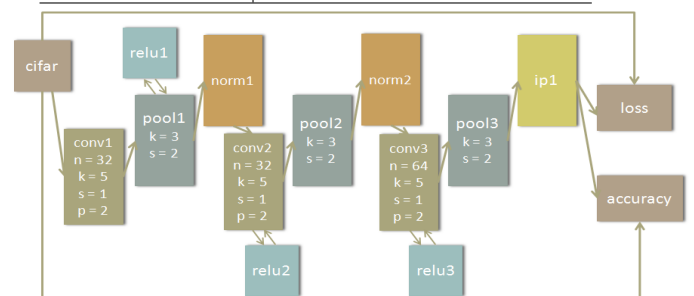 cifar
relu1
conv1
n = 32
k = 5
s = 1
p = 2
pool1
k = 3
s = 2
norm1
conv2
n = 32
k = 5
s = 1
p = 2
relu2
pool2
k = 3
s = 2
norm2
conv3
n = 64
k = 5
s = 1
p = 2
relu3
pool3
k = 3
s = 2
ip1
loss
accuracy